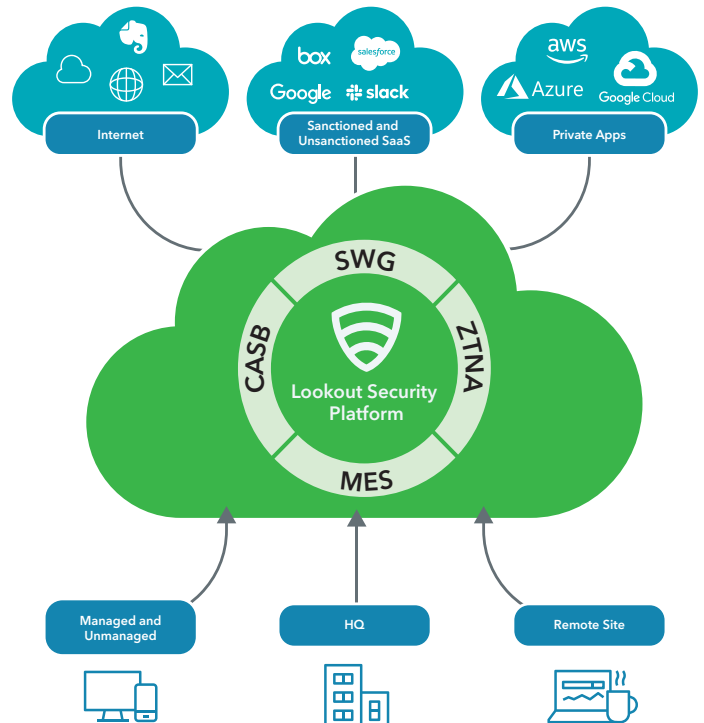 box
salesforce
aws
Google
slack
Azure
Google Cloud
Internet
Sanctioned and
Unsanctioned SaaS
Private Apps
SWG
CASB
ZTNA
Lookout Security
Platform
MES
Managed and
Unmanaged
HQ
Remote Site